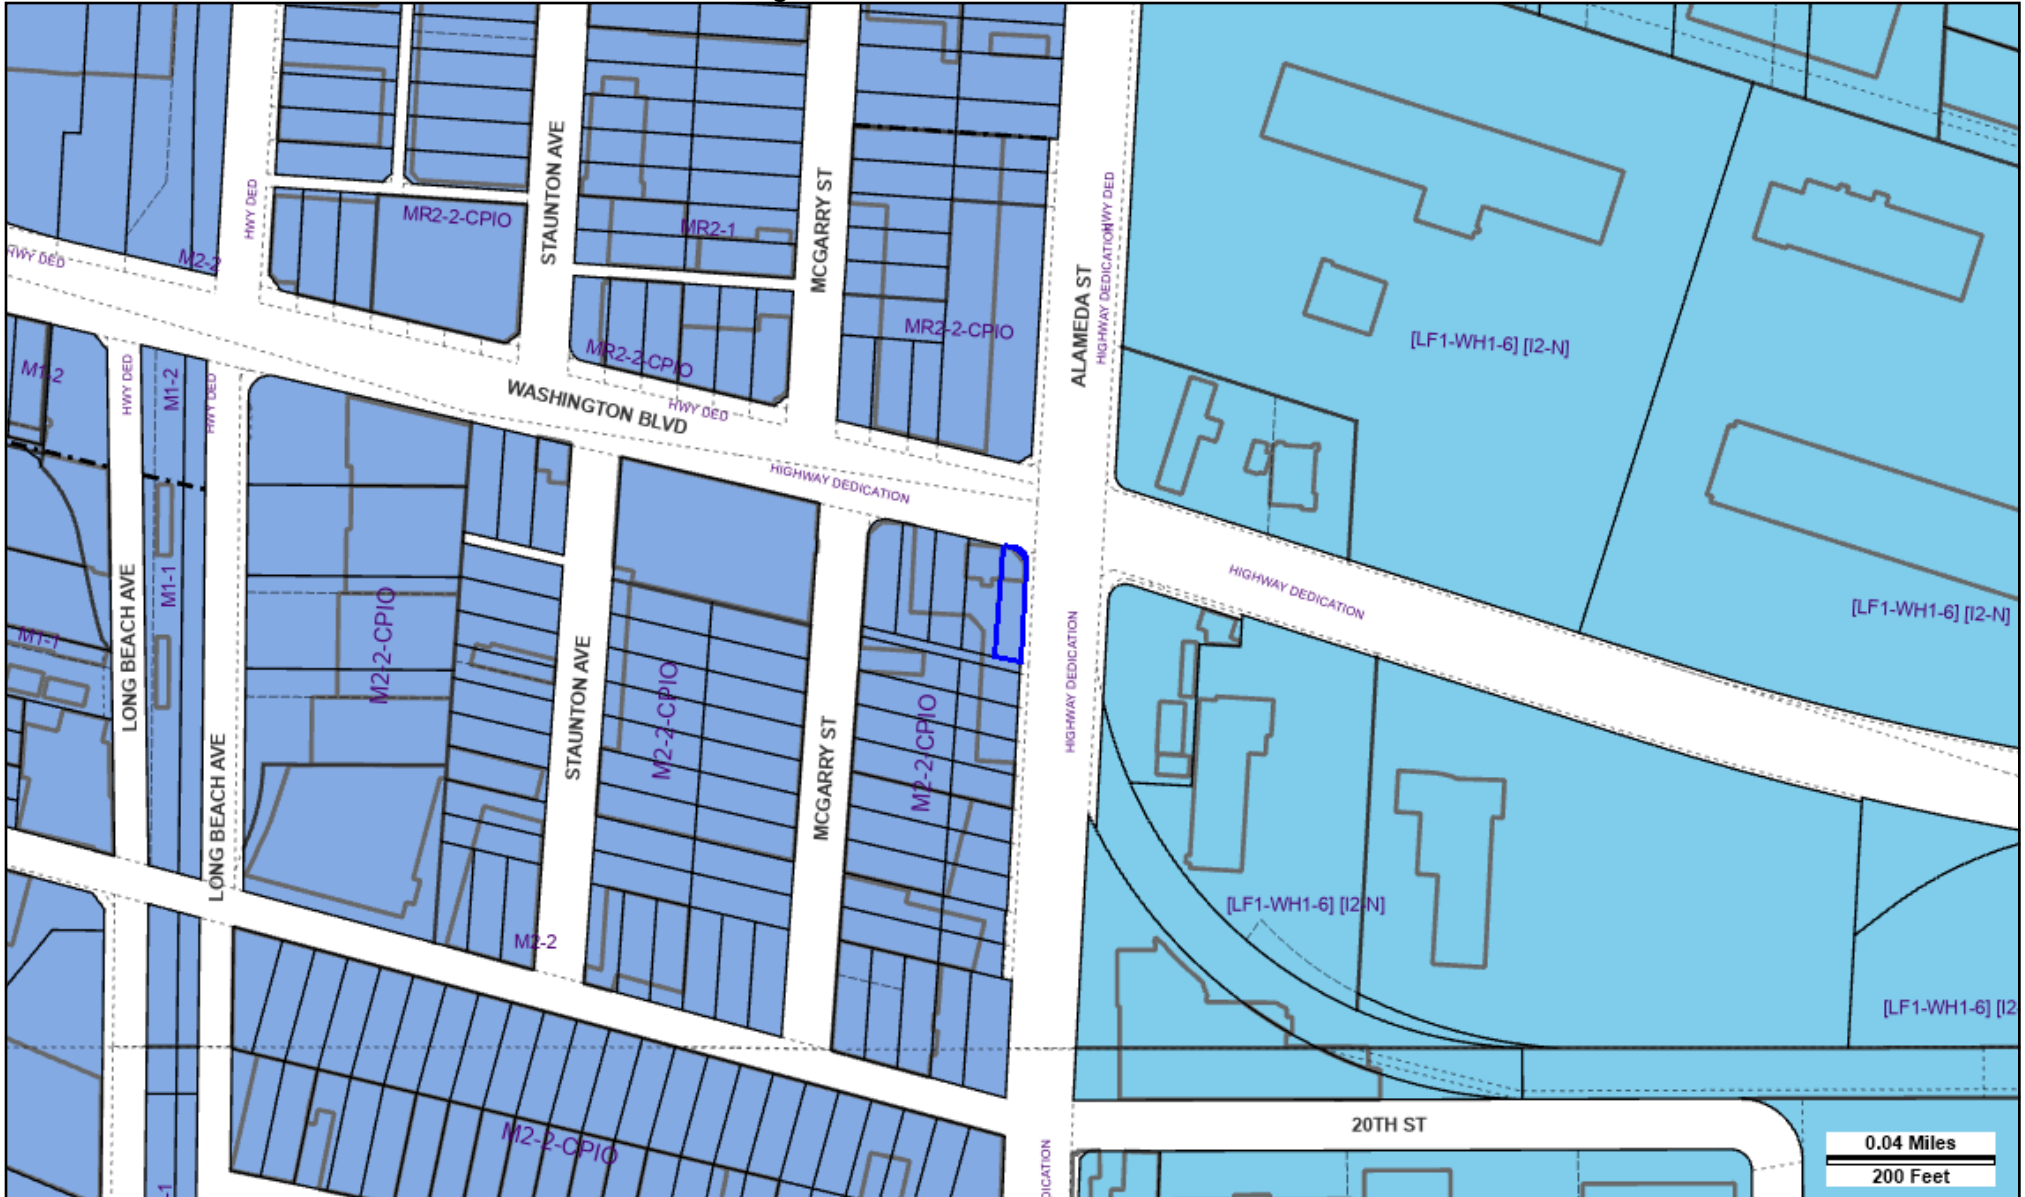 STAUNTON AVE
MCGARRY ST
ALAMEDA ST
HWY DED
HIGHWAY DEDICATION
HWY DED
MR2-2-CPIO
MR2-1
M2-2
HWY DED
MR2-2-CPIO
MR2-2-CPIO
[LF1-WH1-6] [I2-N]
M1-2
HWY DED
M1-2
HWY DED
WASHINGTON BLVD
HWY DED
HIGHWAY DEDICATION
M1-1
M1-1
LONG BEACH AVE
LONG BEACH AVE
M2-2-CPIO
STAUNTON AVE
M2-2-CPIO
MCGARRY ST
M2-2-CPIO
HIGHWAY DEDICATION
HIGHWAY DEDICATION
[LF1-WH1-6] [I2-N]
[LF1-WH1-6] [I2-N]
M2-2
[LF1-WH1-6] [I2
M2-2-CPIO
20TH ST
ICATION
-1
0.04 Miles
200 Feet